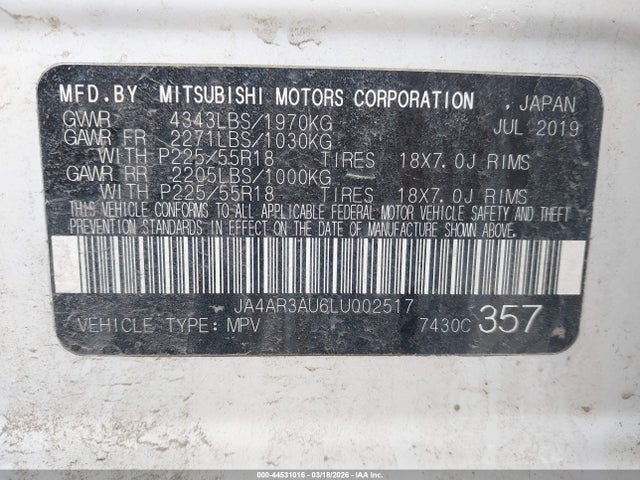 MFD.BY MITSUBISHI MOTORS CORPORATION . JAPAN
GVWR 4343LBS/1970KG JUL 2019
GAWR FR 2271LBS/1030KG
WITH P225/55R18 TIRES 18X7.0J RIMS
GAWR RR 2205LBS/1000KG
WITH P225/55R18 TIRES 18X7.0J RIMS
THIS VEHICLE CONFORMS TO ALL APPLICABLE FEDERAL MOTOR VEHICLE SAFETY AND THEFT
PREVENTION STANDARDS IN EFFECT ON THE DATE OF MANUFACTURE SHOWN ABOVE.
JA4AR3AU6LU002517
VEHICLE TYPE: MPV 7430C 357
000-44531016 | 03/18/2026 | IAAI.COM